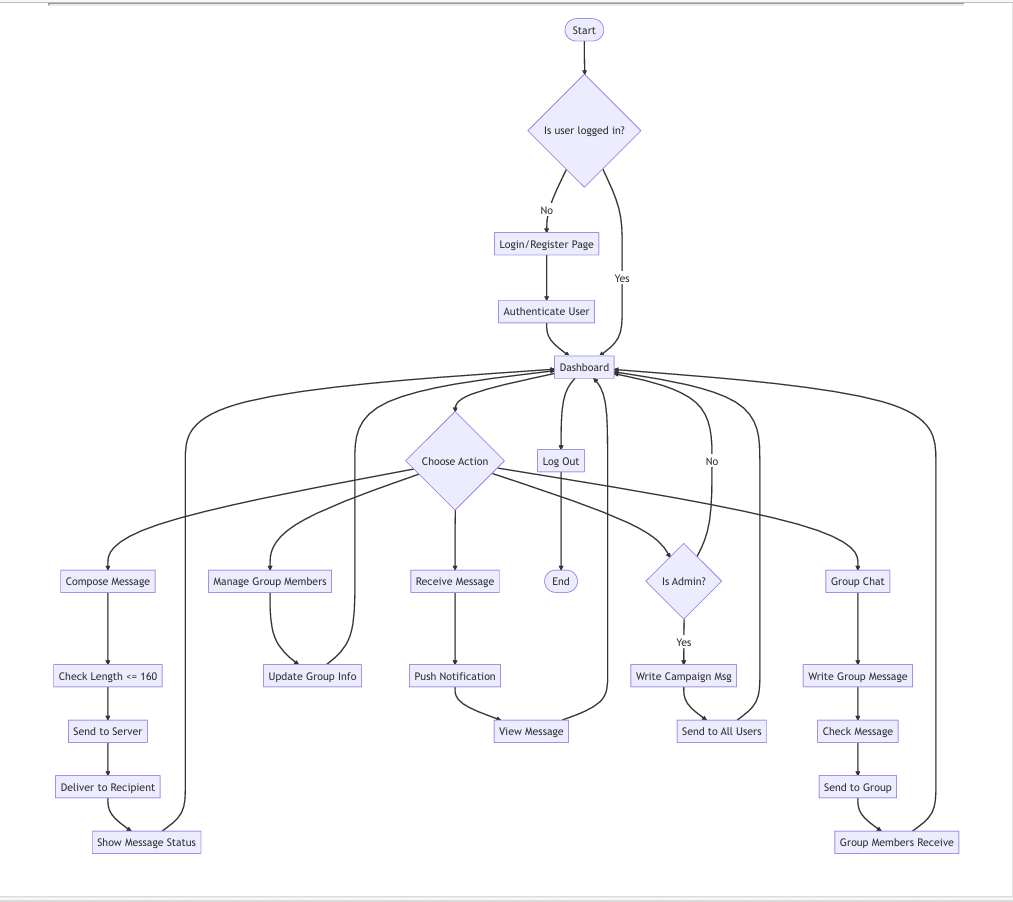 Start
Is user logged in?
No
Login/Register Page
Yes
Authenticate User
Dashboard
Choose Action
Log Out
No
Compose Message
Manage Group Members
Receive Message
End
Is Admin?
Group Chat
Yes
Check Length <= 160
Update Group Info
Push Notification
Write Campaign Msg
Write Group Message
Send to Server
View Message
Send to All Users
Check Message
Deliver to Recipient
Send to Group
Show Message Status
Group Members Receive